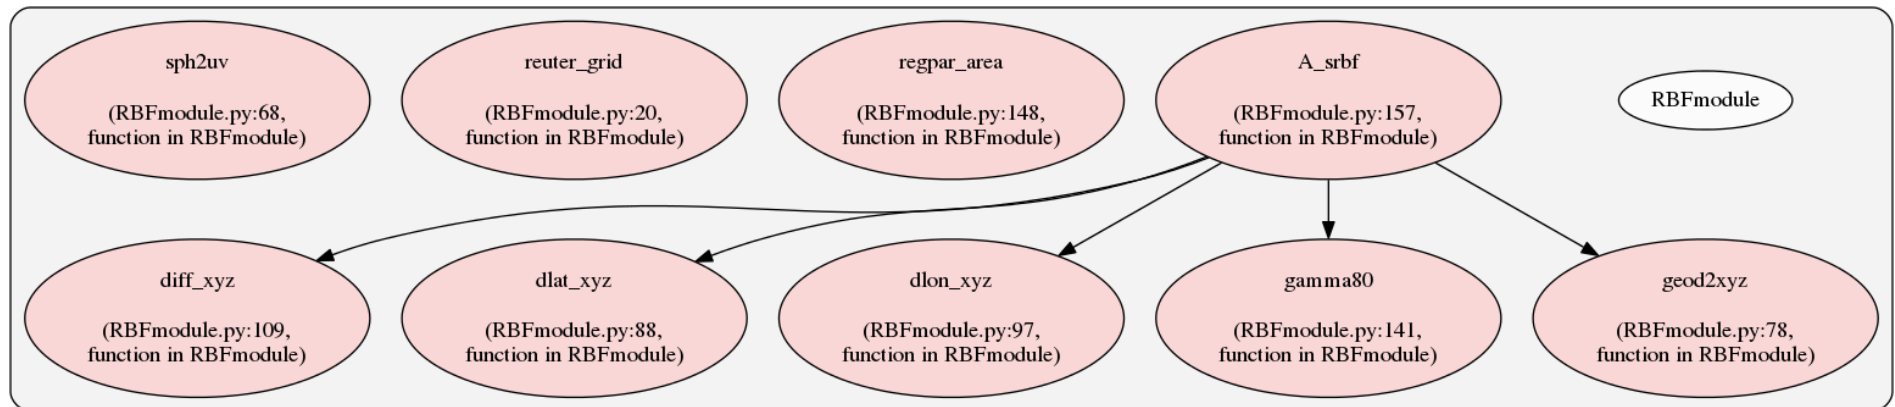 sph2uv
(RBFmodule.py:68,
function in RBFmodule)
reuter_grid
(RBFmodule.py:20,
function in RBFmodule)
regpar_area
(RBFmodule.py:148,
function in RBFmodule)
A_srbf
(RBFmodule.py:157,
function in RBFmodule)
RBFmodule
diff_xyz
(RBFmodule.py:109,
function in RBFmodule)
dlat_xyz
(RBFmodule.py:88,
function in RBFmodule)
dlon_xyz
(RBFmodule.py:97,
function in RBFmodule)
gamma80
(RBFmodule.py:141,
function in RBFmodule)
geod2xyz
(RBFmodule.py:78,
function in RBFmodule)